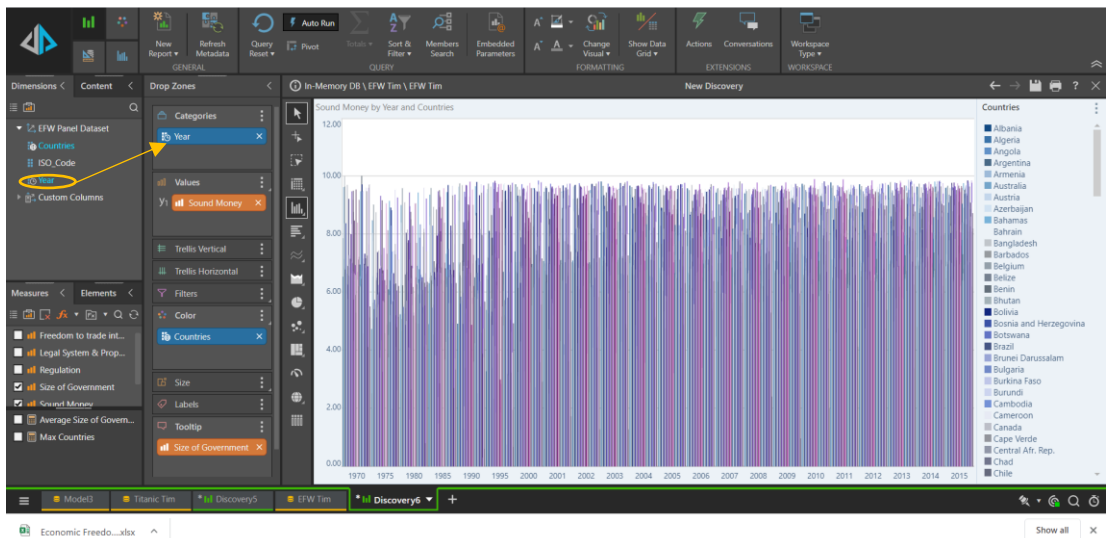 Auto Run
New Report
Refresh Metadata
Query Reset
Pivot
Totals
Sort & Filter
Members Search
Embedded Parameters
Change Visual
Show Data Grid
Actions
Conversations
Workspace Type
GENERAL
QUERY
FORMATTING
EXTENSIONS
WORKSPACE
Dimensions
Content
Drop Zones
In-Memory DB \ EFW Tim \ EFW Tim
New Discovery
EFW Panel Dataset
Countries
ISO_Code
Year
Custom Columns
Measures
Elements
Freedom to trade int...
Legal System & Prop...
Regulation
Size of Government
Sound Money
Average Size of Govern...
Max Countries
Categories
Year
Values
Y1 Sound Money
Trellis Vertical
Trellis Horizontal
Filters
Color
Countries
Size
Labels
Tooltip
Size of Government
Sound Money by Year and Countries
12.00
10.00
8.00
6.00
4.00
2.00
0.00
1970 1975 1980 1985 1990 1995 2000 2001 2002 2003 2004 2005 2006 2007 2008 2009 2010 2011 2012 2013 2014 2015
Countries
Albania
Algeria
Angola
Argentina
Armenia
Australia
Austria
Azerbaijan
Bahamas
Bahrain
Bangladesh
Barbados
Belgium
Belize
Benin
Bhutan
Bolivia
Bosnia and Herzegovina
Botswana
Brazil
Brunei Darussalam
Bulgaria
Burkina Faso
Burundi
Cambodia
Cameroon
Canada
Cape Verde
Central Afr. Rep.
Chad
Chile
Model3
Titanic Tim
* Discovery5
EFW Tim
* Discovery6
Economic Freedo....xlsx
Show all